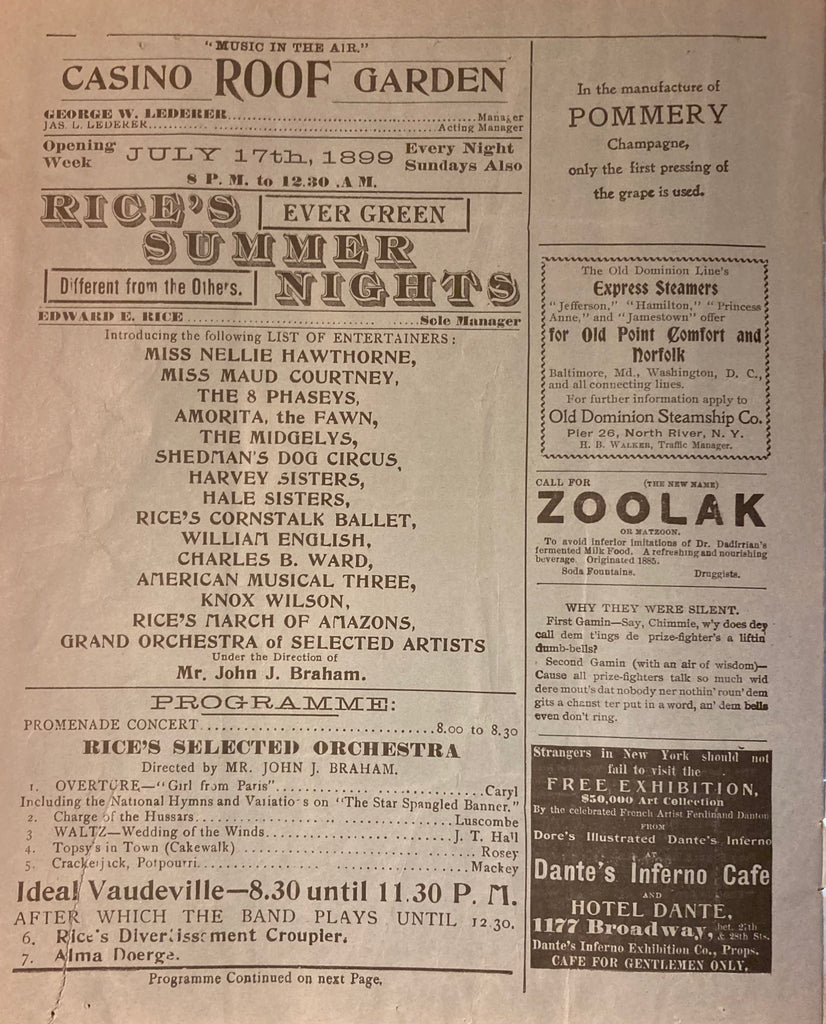 "MUSIC IN THE AIR."
CASINO ROOF GARDEN
GEORGE W. LEDERER.....Manager
JAS. L. LEDERER.....Acting Manager
Opening Week JULY 17th, 1899 Every Night Sundays Also
8 P. M. to 12.30 .A M.
RICE'S EVER GREEN
SUMMER
Different from the Others. NIGHTS
EDWARD E. RICE.....Sole Manager
Introducing the following LIST OF ENTERTAINERS:
MISS NELLIE HAWTHORNE,
MISS MAUD COURTNEY,
THE 8 PHASEYS,
AMORITA, the FAWN,
THE MIDGELYS,
SHEDMAN'S DOG CIRCUS,
HARVEY SISTERS,
HALE SISTERS,
RICE'S CORNSTALK BALLET,
WILLIAM ENGLISH,
CHARLES B. WARD,
AMERICAN MUSICAL THREE,
KNOX WILSON,
RICE'S MARCH OF AMAZONS,
GRAND ORCHESTRA of SELECTED ARTISTS
Under the Direction of
Mr. John J. Braham.
PROGRAMME:
PROMENADE CONCERT.....8.00 to 8.30
RICE'S SELECTED ORCHESTRA
Directed by MR. JOHN J. BRAHAM.
1. OVERTURE—"Girl from Paris".....Caryl
Including the National Hymns and Variations on "The Star Spangled Banner."
2. Charge of the Hussars.....Luscombe
3 WALTZ—Wedding of the Winds.....J. T. Hall
4. Topsy's in Town (Cakewalk).....Rosey
5. Crackerjack, Potpourri.....Mackey
Ideal Vaudeville—8.30 until 11.30 P. M.
AFTER WHICH THE BAND PLAYS UNTIL 12.30.
6. Rice's Divertissement Croupler.
7. Alma Doerge.
Programme Continued on next Page.
In the manufacture of
POMMERY
Champagne,
only the first pressing of
the grape is used.
The Old Dominion Line's
Express Steamers
"Jefferson," "Hamilton," "Princess
Anne," and "Jamestown" offer
for Old Point Comfort and
Norfolk
Baltimore, Md., Washington, D. C.,
and all connecting lines.
For further information apply to
Old Dominion Steamship Co.
Pier 26, North River, N. Y.
H. B. WALKER, Traffic Manager.
CALL FOR (THE NEW NAME)
ZOOLAK
OR MATZOON.
To avoid inferior imitations of Dr. Dadirrian's
fermented Milk Food. A refreshing and nourishing
beverage. Originated 1885.
Soda Fountains. Druggists.
WHY THEY WERE SILENT.
First Gamin—Say, Chimmie, w'y does dey
call dem t'ings de prize-fighter's a liftin
dumb-bells?
Second Gamin (with an air of wisdom)—
Cause all prize-fighters talk so much wid
dere mout's dat nobody ner nothin' roun' dem
gits a chanst ter put in a word, an' dem bells
even don't ring.
Strangers in New York should not
fail to visit the
FREE EXHIBITION,
$50,000 Art Collection
By the celebrated French Artist Ferdinand Danton
FROM
Dore's Illustrated Dante's Inferno
AT
Dante's Inferno Cafe
AND
HOTEL DANTE,
1177 Broadway, bet. 27th & 28th Sts.
Dante's Inferno Exhibition Co., Props.
CAFE FOR GENTLEMEN ONLY.